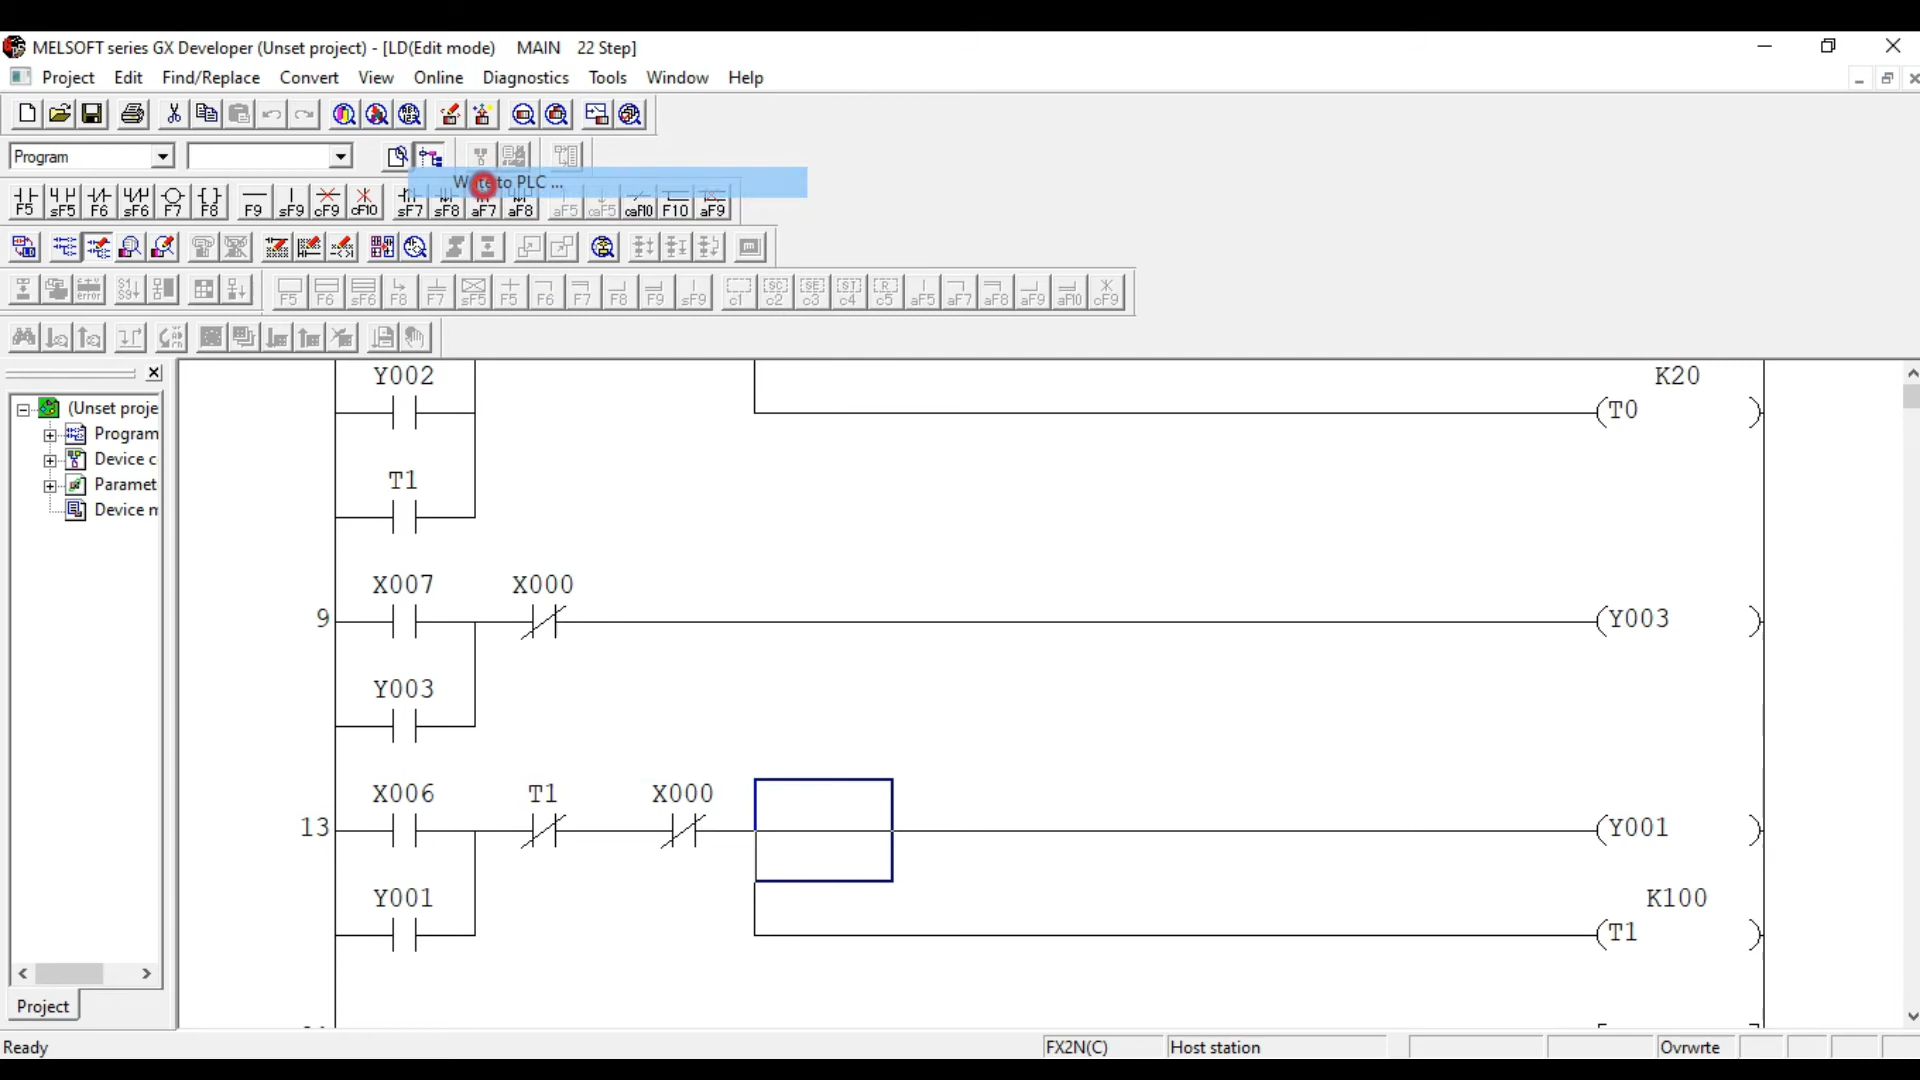 MELSOFT series GX Developer (Unset project) - [LD(Edit mode)    MAIN    22 Step]
Project Edit Find/Replace Convert View Online Diagnostics Tools Window Help
Program
Write to PLC ...
F5 sF5 F6 sF6 F7 F8 F9 sF9 cF9 cF10 sF7 sF8 aF7 aF8 aF5 caF5 caF10 F10 aF9
error
F5 F6 sF6 F8 F7 sF5 F5 F6 F7 F8 F9 sF9 c1 SC c2 SE c3 ST c4 R c5 aF5 aF7 aF8 aF9 aF10 cF9
(Unset proje
Program
Device c
Paramet
Device m
Project
Y002 K20
T0
T1
X007 X000
9 Y003
Y003
X006 T1 X000
13 Y001
Y001 K100
T1
Ready FX2N(C) Host station Ovrwrte